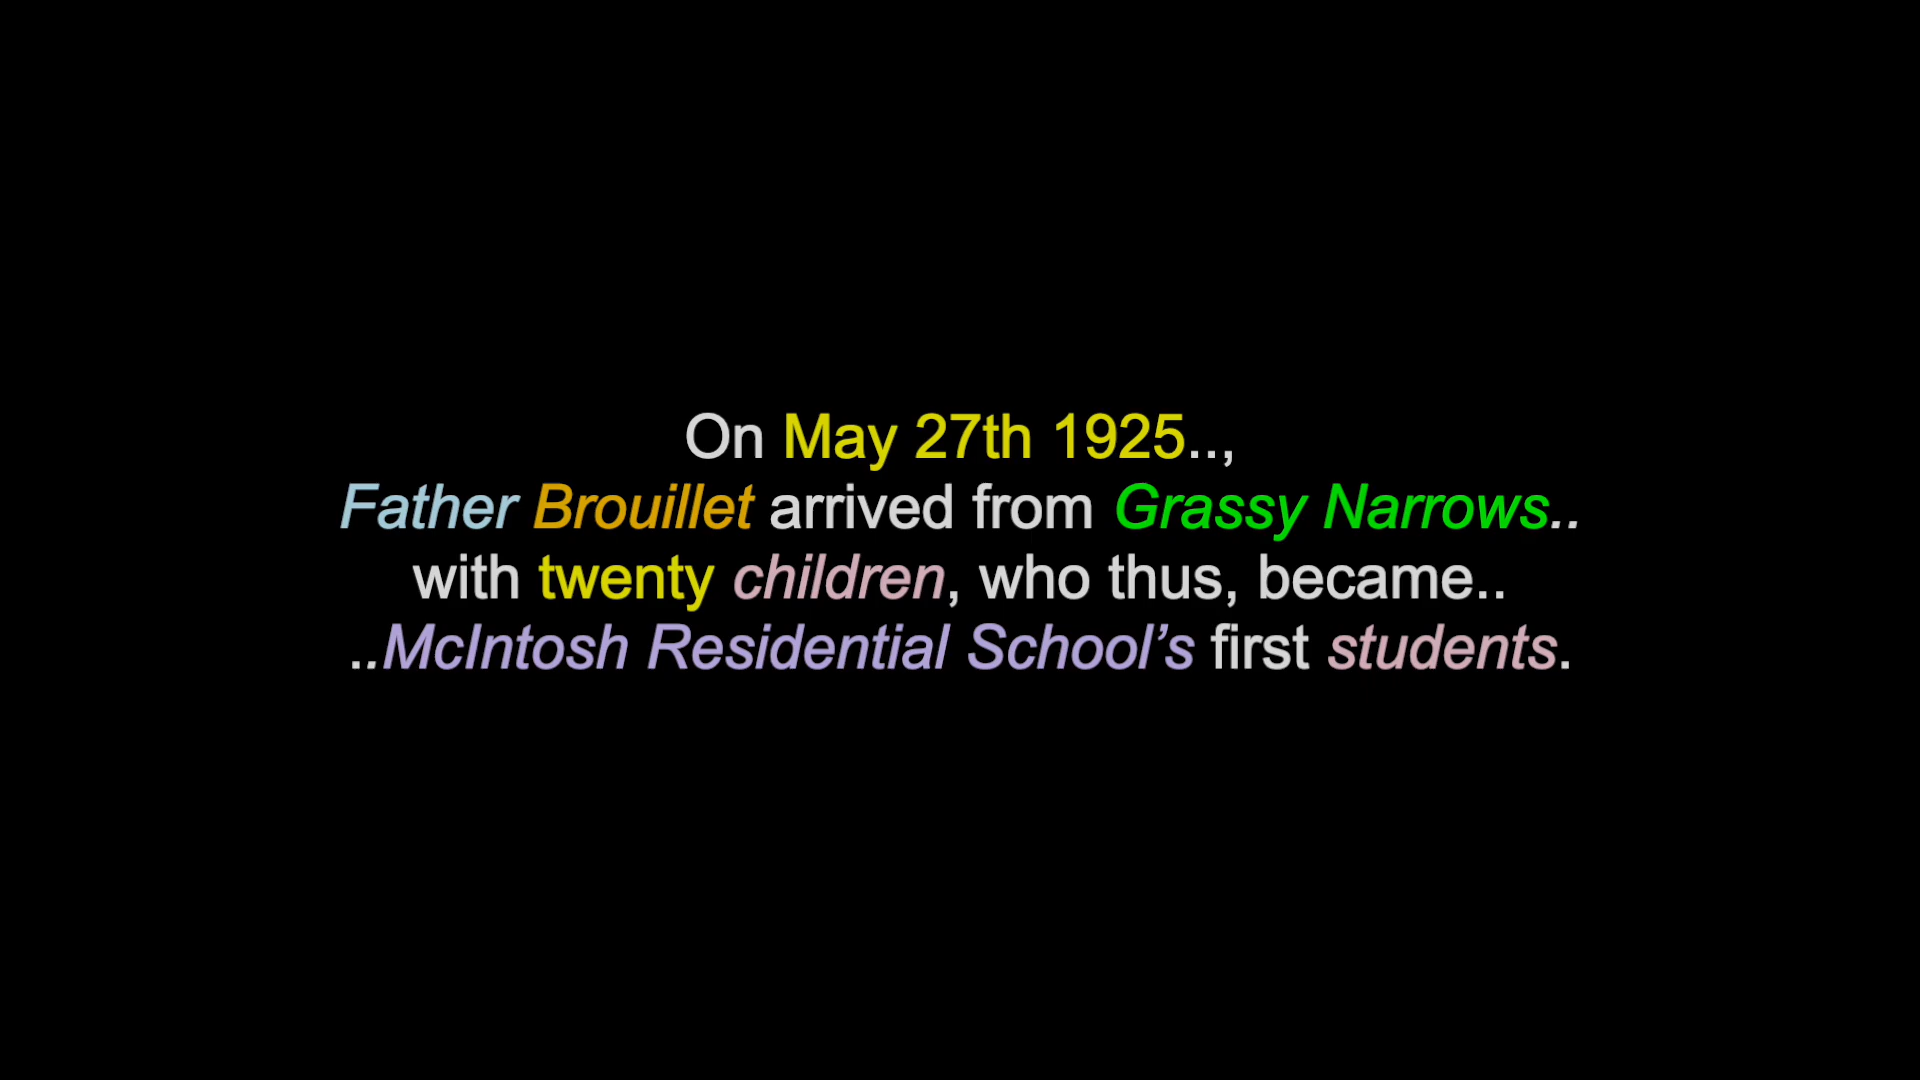 On May 27th 1925..,
Father Brouillet arrived from Grassy Narrows..
with twenty children, who thus, became..
..McIntosh Residential School’s first students.